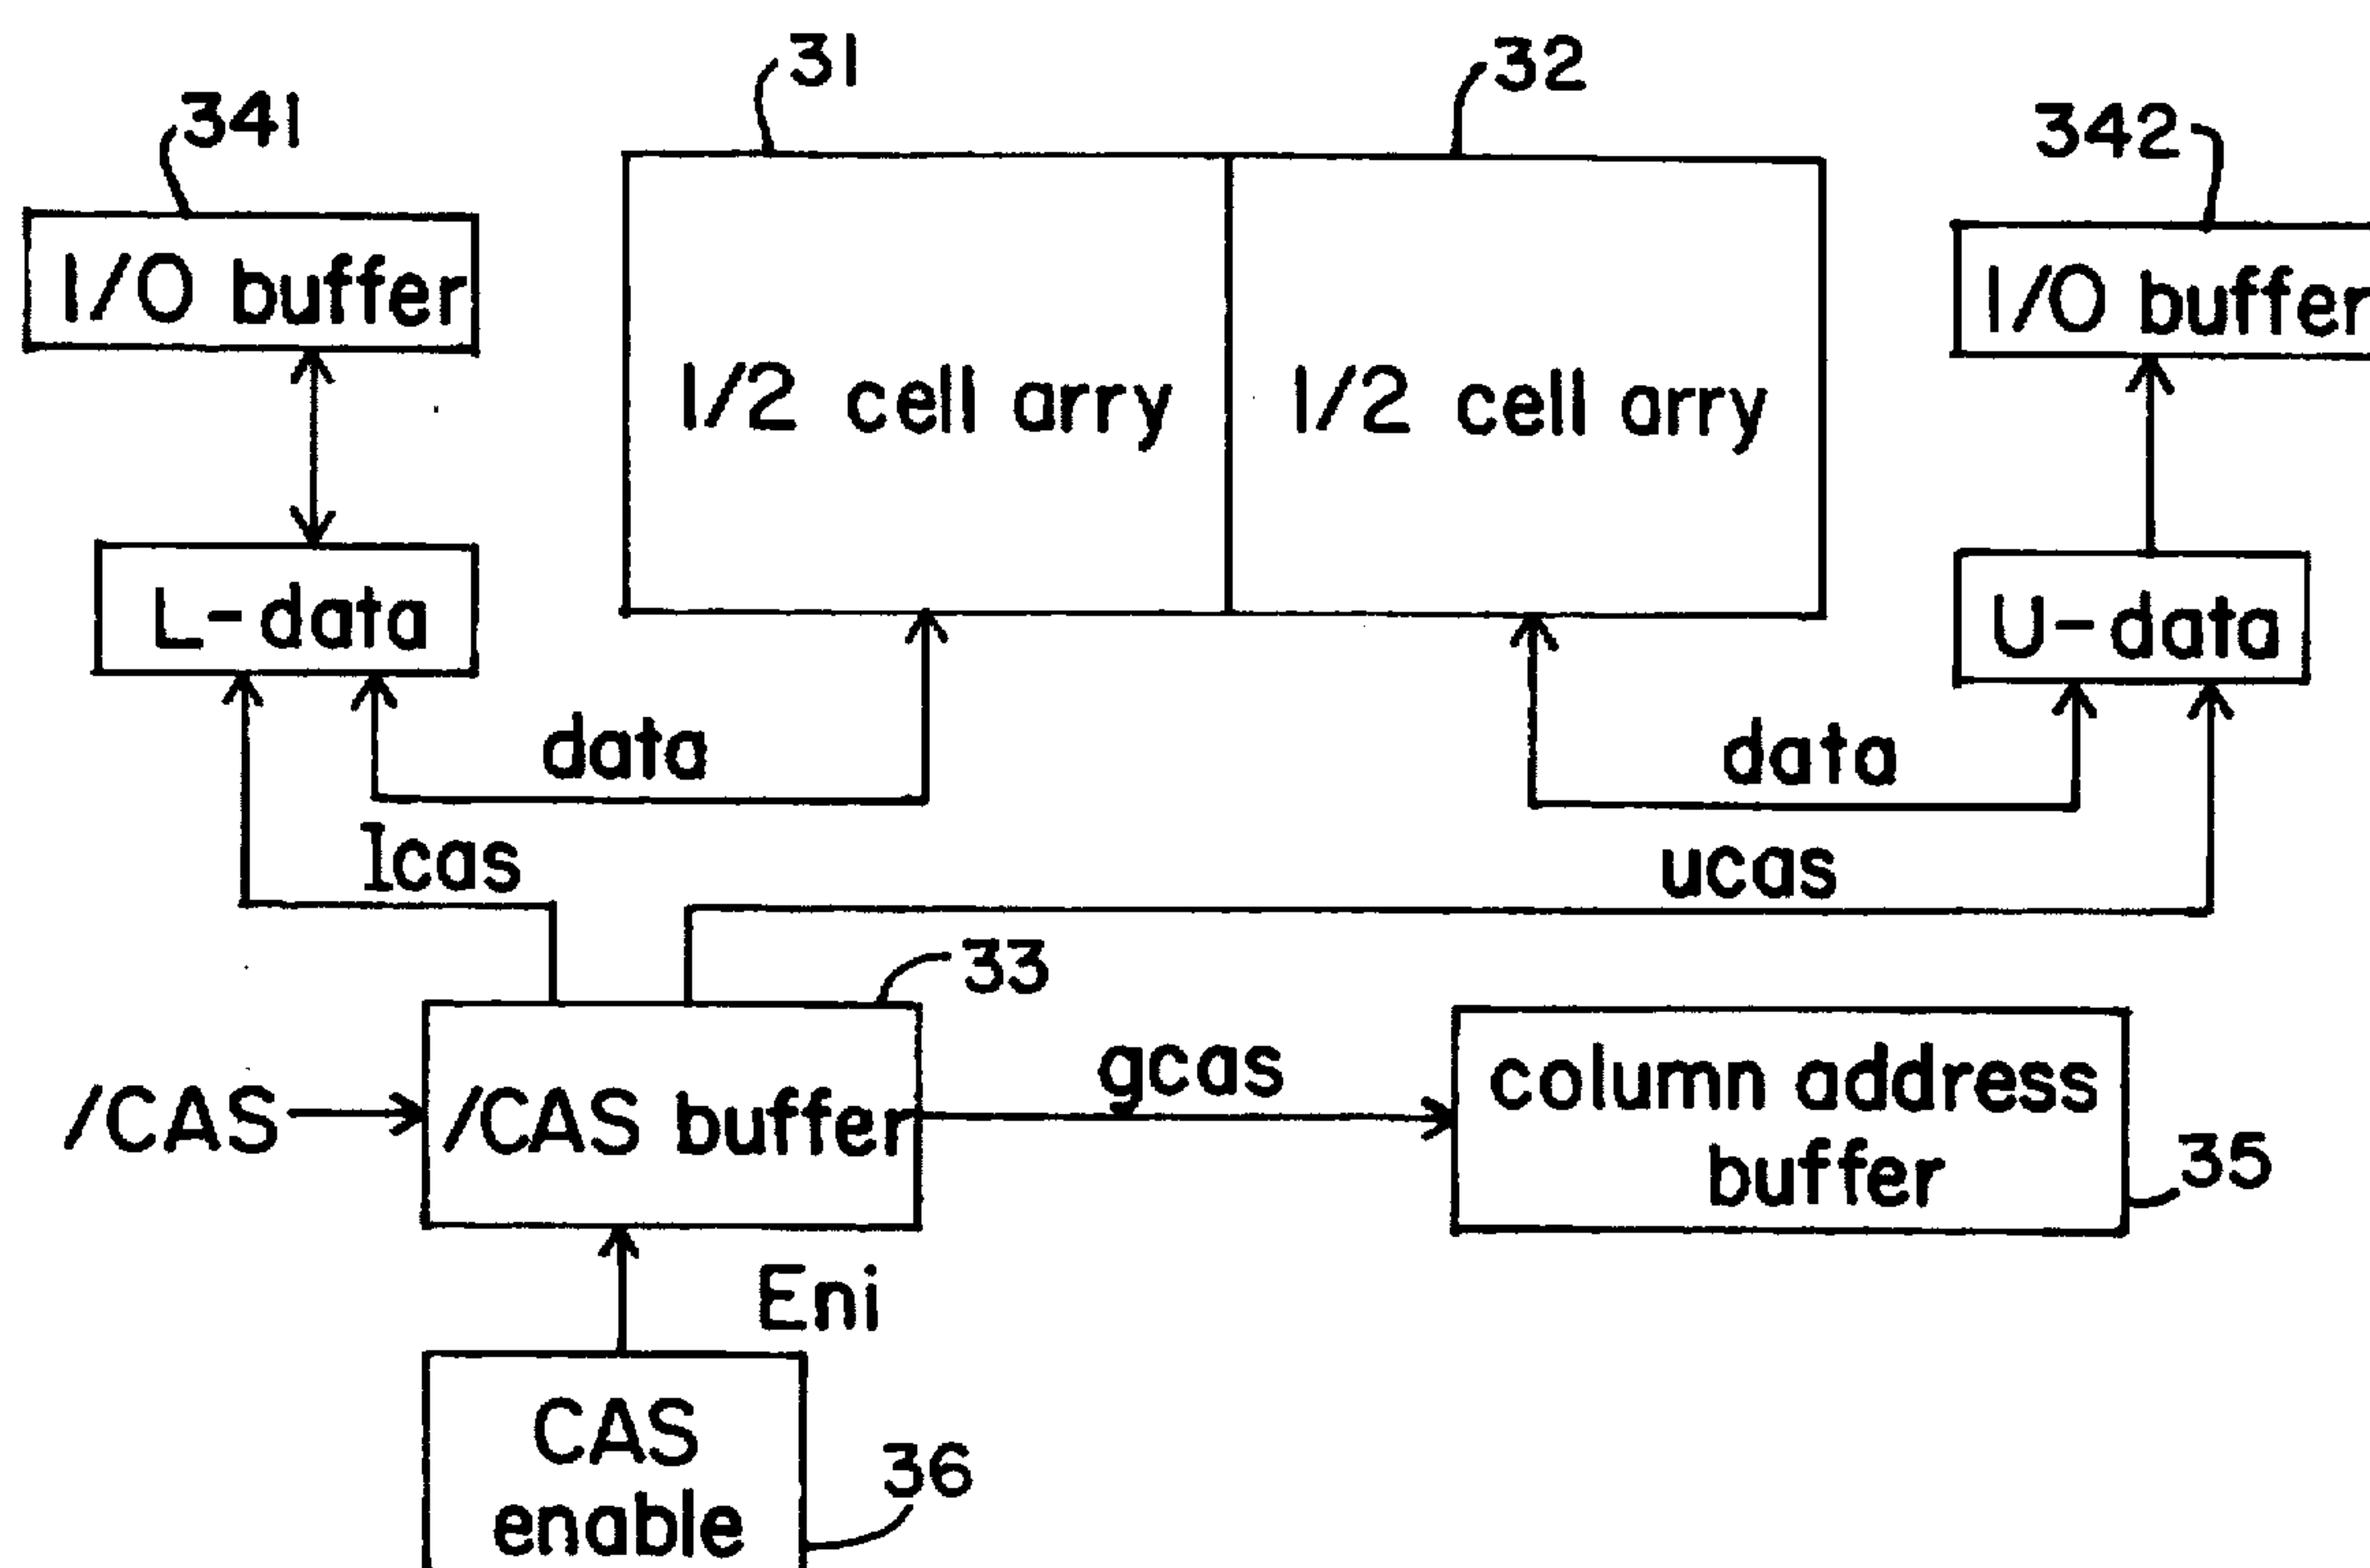 31
32
341
342
I/O buffer
I/O buffer
1/2 cell arry
1/2 cell arry
L-data
U-data
data
data
lcas
ucas
33
/CAS
/CAS buffer
gcas
column address
buffer
35
Eni
CAS
enable
36